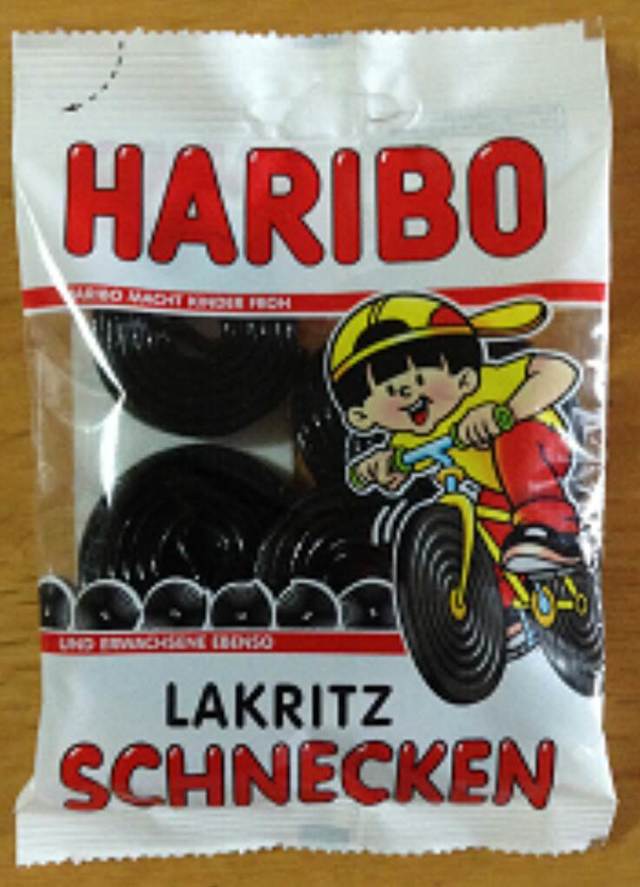 HARIBO
HARIBO MACHT KINDER FROH
UND ERWACHSENE EBENSO
LAKRITZ
SCHNECKEN